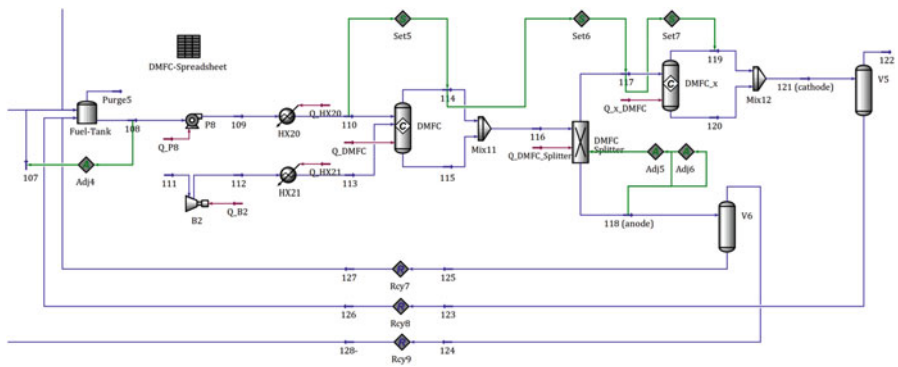 Set5
Set6
Set7
122
119
DMFC-Spreadsheet
117
DMFC_x
V5
Purge5
114
Mix12
121 (cathode)
Q_HX20
Q_x_DMFC
Fuel-Tank
108
P8
109
HX20
110
DMFC
120
Q_P8
Q_DMFC
Mix11
116
DMFC
Splitter
Q_DMFC_Splitter
107
Adj4
111
112
Q_HX21
113
115
Adj5
Adj6
HX21
B2
Q_B2
118 (anode)
V6
127
Rcy7
125
126
Rcy8
123
128-
Rcy9
124